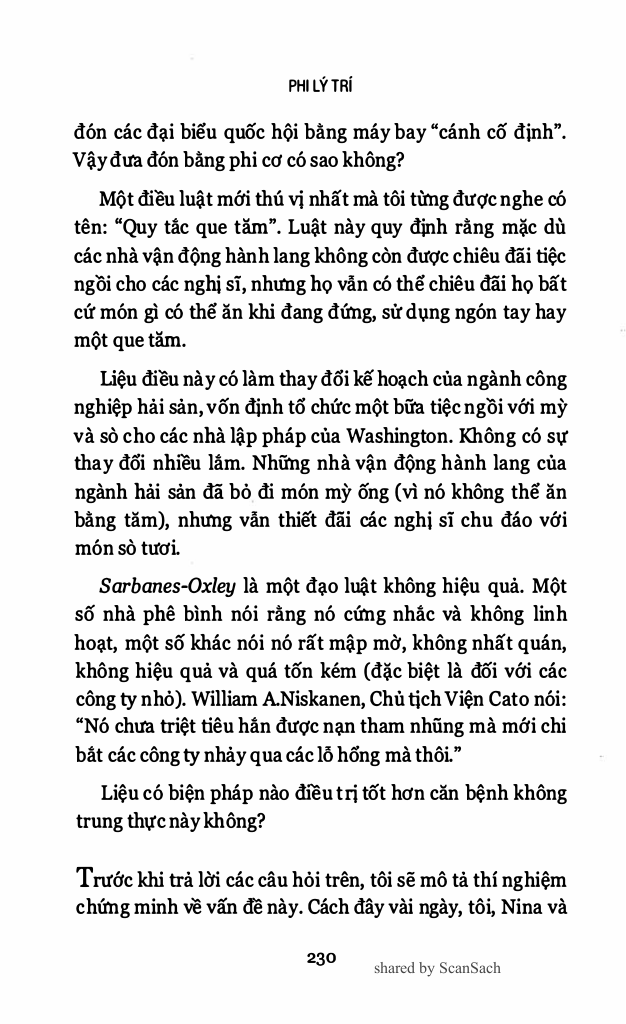 PHI LÝ TRÍ
đón các đại biểu quốc hội bằng máy bay “cánh cố định”.
Vậy đưa đón bằng phi cơ có sao không?
Một điều luật mới thú vị nhất mà tôi từng được nghe có
tên: “Quy tắc que tăm”. Luật này quy định rằng mặc dù
các nhà vận động hành lang không còn được chiêu đãi tiệc
ngồi cho các nghị sĩ, nhưng họ vẫn có thể chiêu đãi họ bất
cứ món gì có thể ăn khi đang đứng, sử dụng ngón tay hay
một que tăm.
Liệu điều này có làm thay đổi kế hoạch của ngành công
nghiệp hải sản, vốn định tổ chức một bữa tiệc ngồi với mỳ
và sò cho các nhà lập pháp của Washington. Không có sự
thay đổi nhiều lắm. Những nhà vận động hành lang của
ngành hải sản đã bỏ đi món mỳ ống (vì nó không thể ăn
bằng tăm), nhưng vẫn thiết đãi các nghị sĩ chu đáo với
món sò tươi.
Sarbanes-Oxley là một đạo luật không hiệu quả. Một
số nhà phê bình nói rằng nó cứng nhắc và không linh
hoạt, một số khác nói nó rất mập mờ, không nhất quán,
không hiệu quả và quá tốn kém (đặc biệt là đối với các
công ty nhỏ). William A.Niskanen, Chủ tịch Viện Cato nói:
“Nó chưa triệt tiêu hẳn được nạn tham nhũng mà mới chi
bắt các công ty nhảy qua các lỗ hổng mà thôi.”
Liệu có biện pháp nào điều trị tốt hơn căn bệnh không
trung thực này không?
Trước khi trả lời các câu hỏi trên, tôi sẽ mô tả thí nghiệm
chứng minh về vấn đề này. Cách đây vài ngày, tôi, Nina và
230
shared by ScanSach